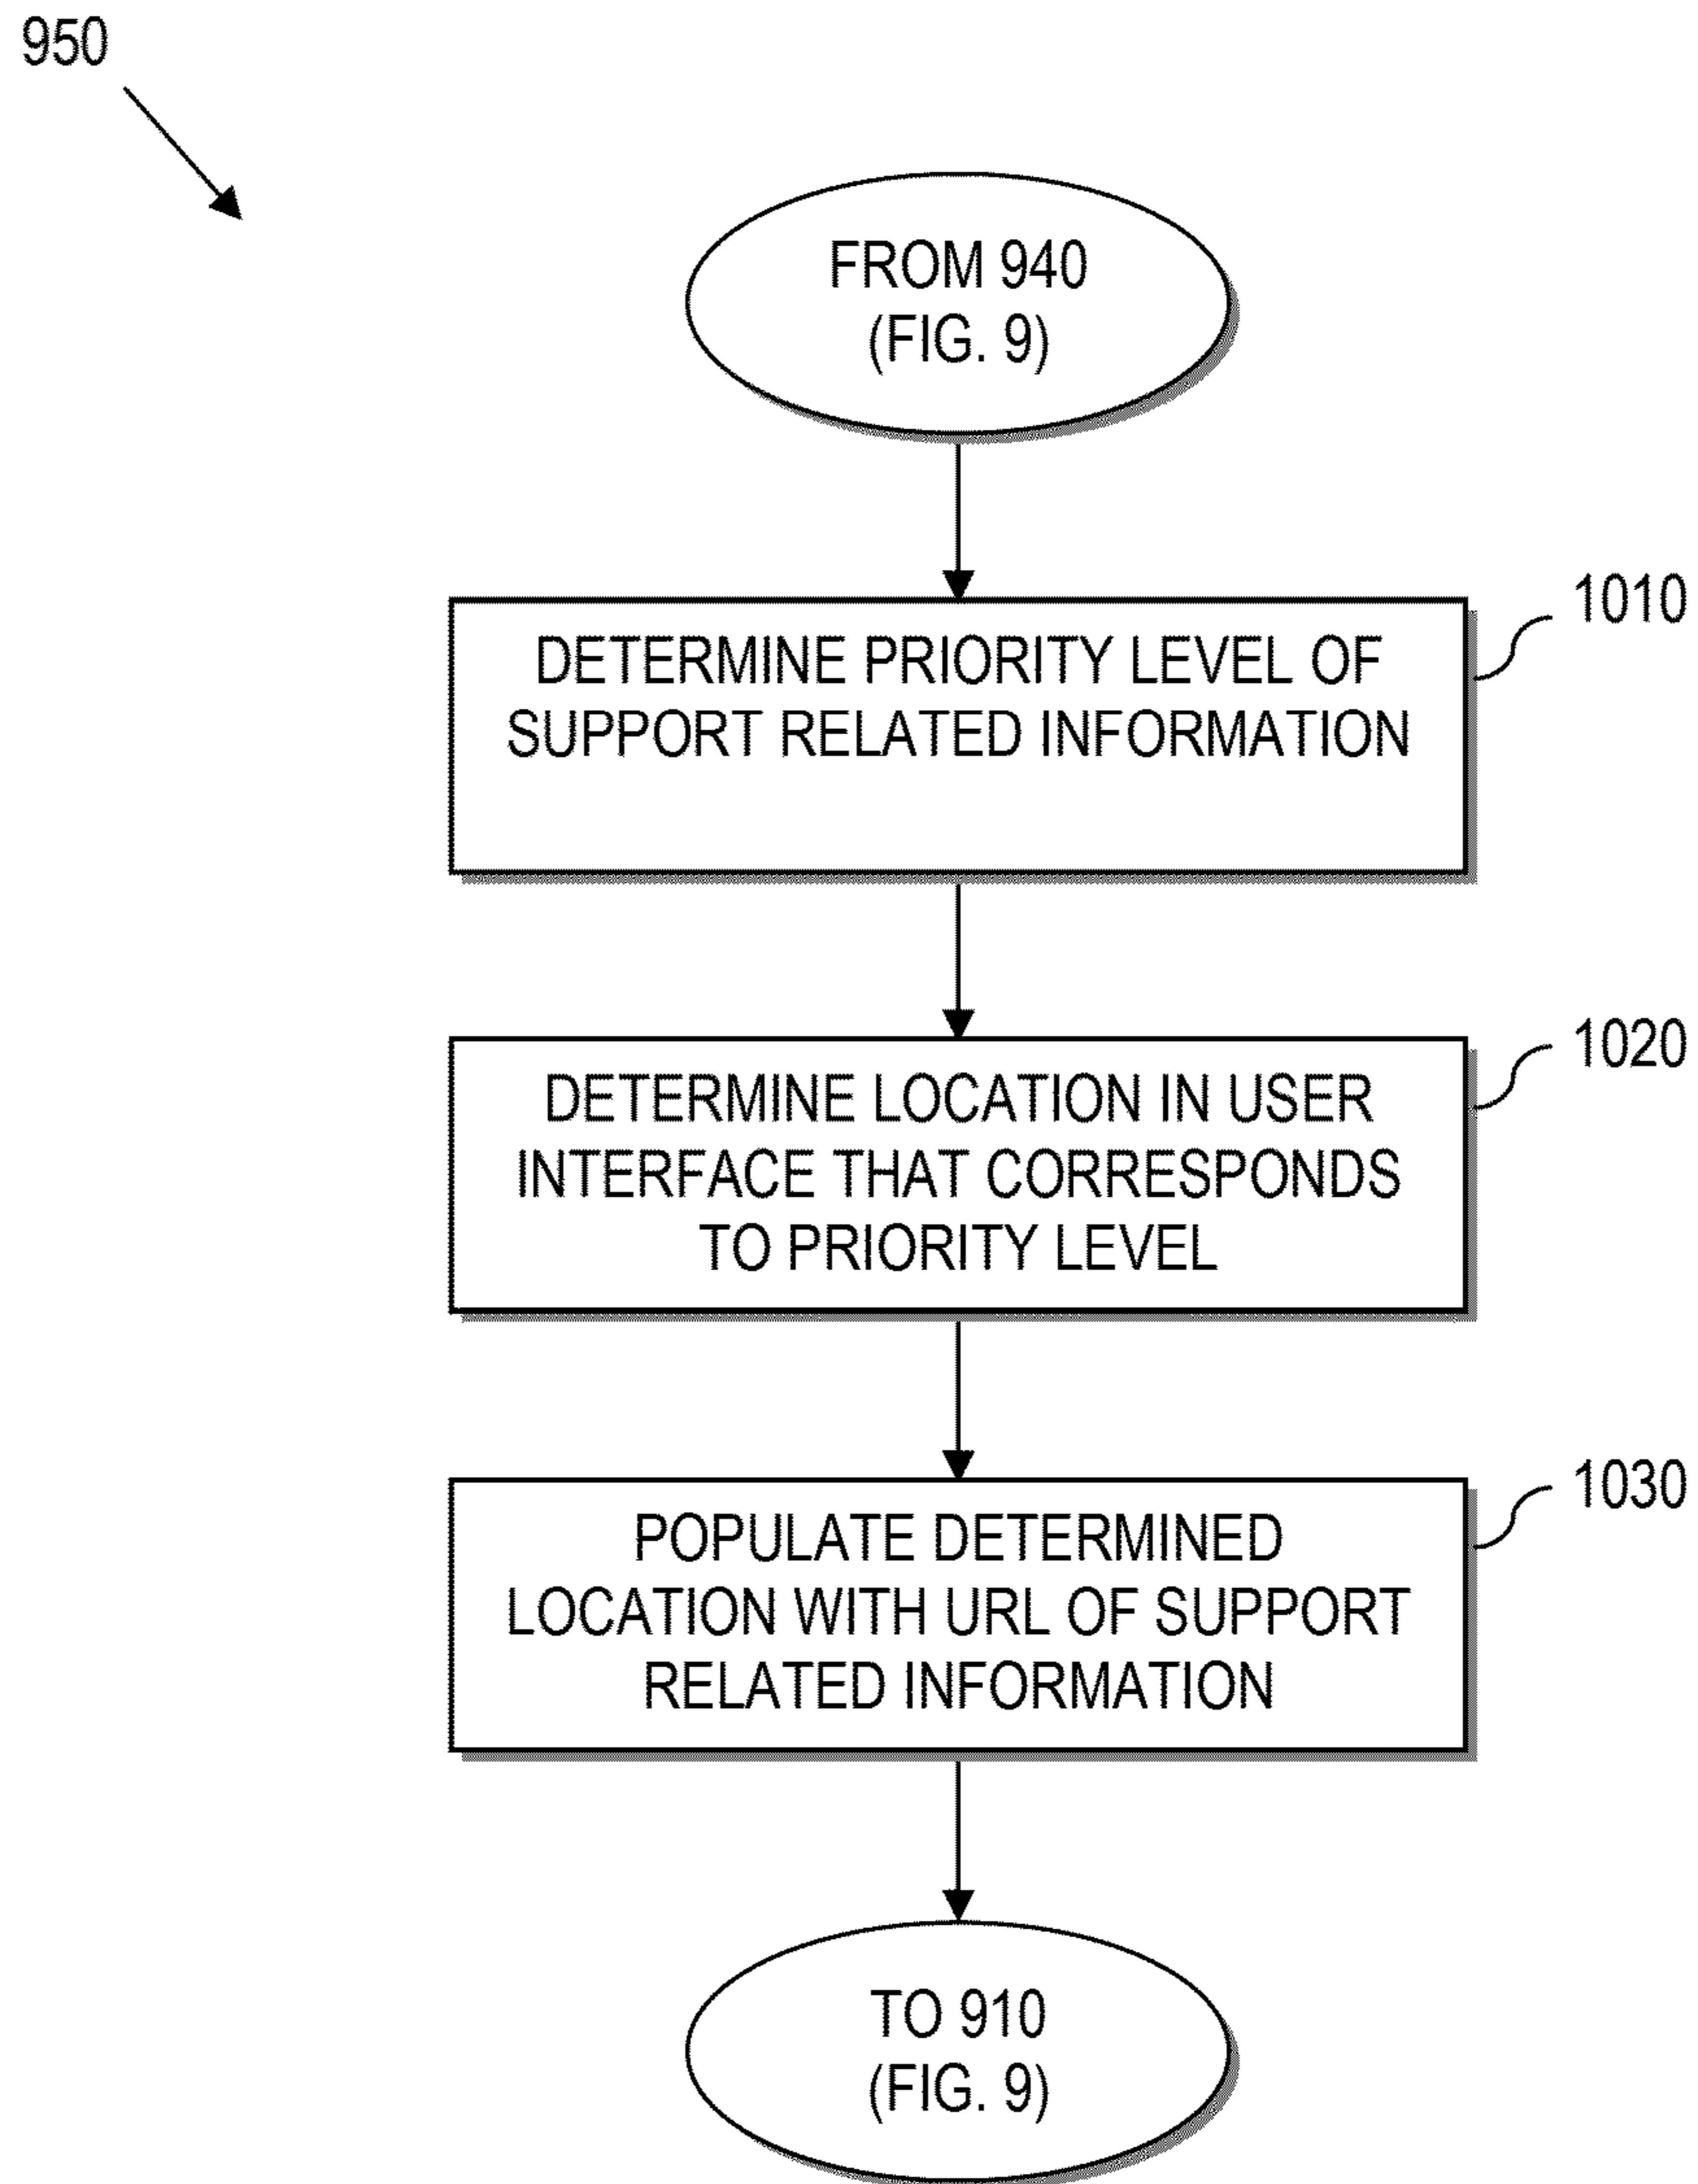 950
FROM 940
(FIG. 9)
1010
DETERMINE PRIORITY LEVEL OF
SUPPORT RELATED INFORMATION
1020
DETERMINE LOCATION IN USER
INTERFACE THAT CORRESPONDS
TO PRIORITY LEVEL
1030
POPULATE DETERMINED
LOCATION WITH URL OF SUPPORT
RELATED INFORMATION
TO 910
(FIG. 9)